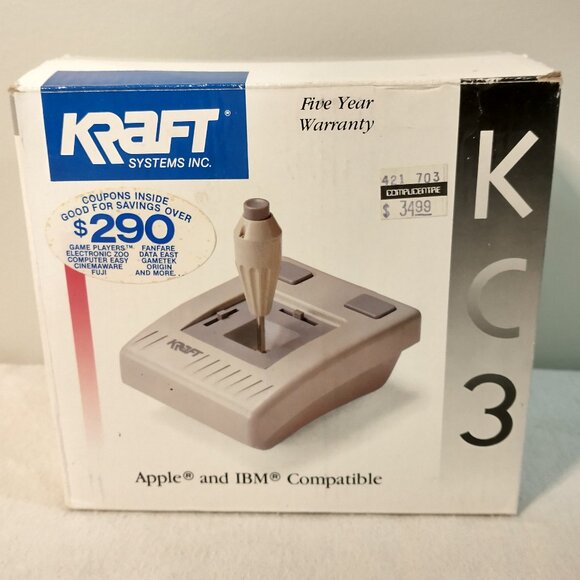 KRAFT®
SYSTEMS INC.
Five Year
Warranty
COUPONS INSIDE
GOOD FOR SAVINGS OVER
$290
GAME PLAYERS™ FANFARE
ELECTRONIC ZOO DATA EAST
COMPUTER EASY GAMETEK
CINEMAWARE ORIGIN
FUJI AND MORE.
421 703
COMPUCENTRE
$ 3499
K
C
3
KRAFT
Apple® and IBM® Compatible